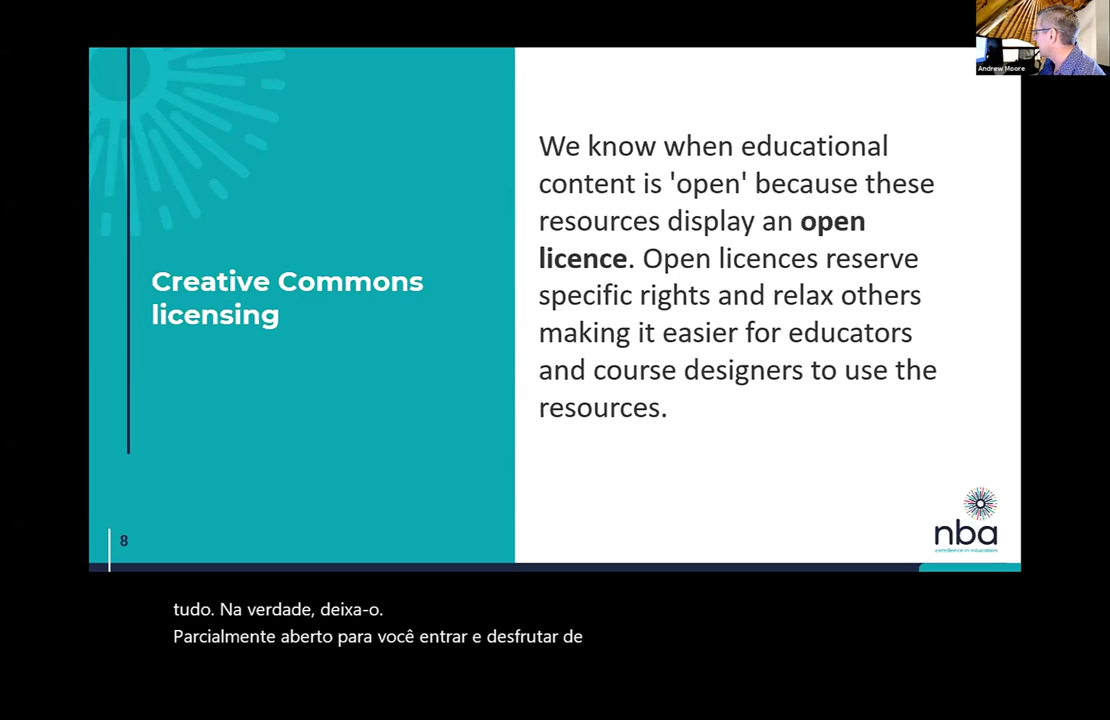 Andrew Moore
We know when educational
content is 'open' because these
resources display an open
licence. Open licences reserve
specific rights and relax others
making it easier for educators
and course designers to use the
resources.
Creative Commons
licensing
nba
excellence in education
8
tudo. Na verdade, deixa-o.
Parcialmente aberto para você entrar e desfrutar de